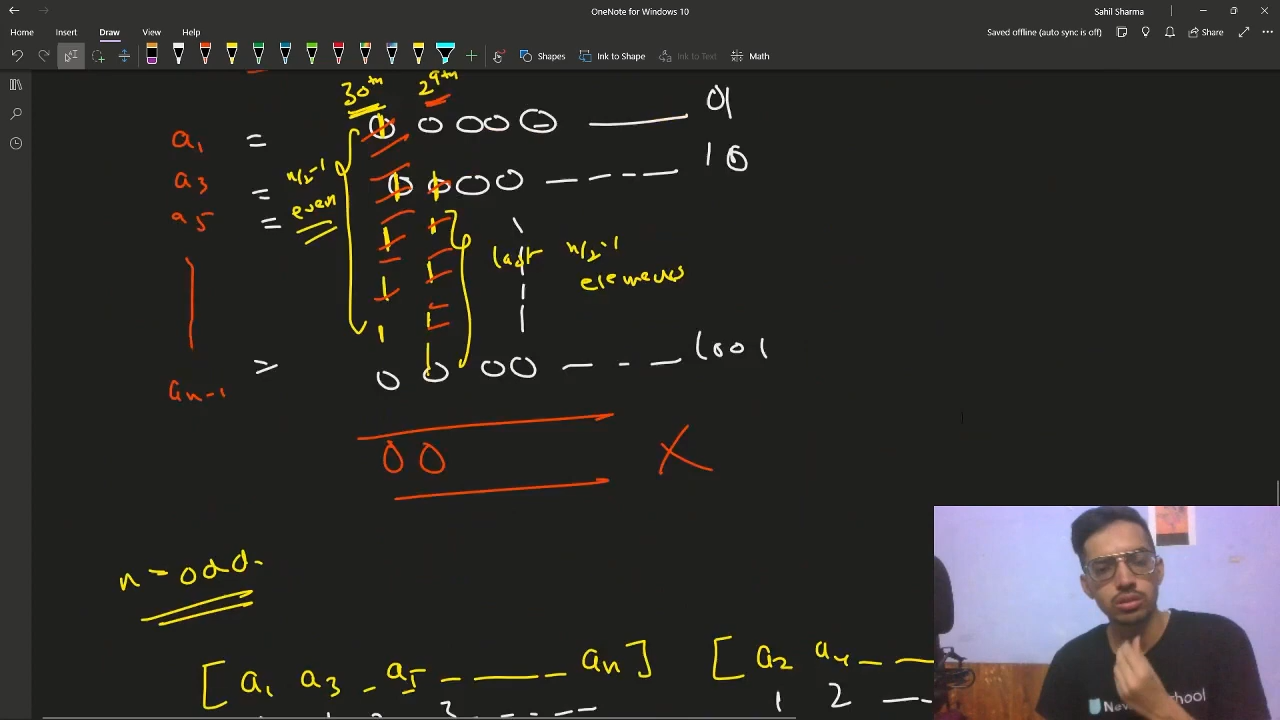 OneNote for Windows 10
Sahil Sharma
Home Insert Draw View Help
Saved offline (auto sync is off) Share
Shapes Ink to Shape Ink to Text Math
30th 29th
a1 = 0 0 0 0 0 01
a3 = 0 0 0 0 10
n/2-1
even
a5 =
last n/2-1
elements
an-1 = 0 0 0 0 1001
0 0 X
n = odd.
[a1 a3 a5 an] [a2 a4
1 2
3